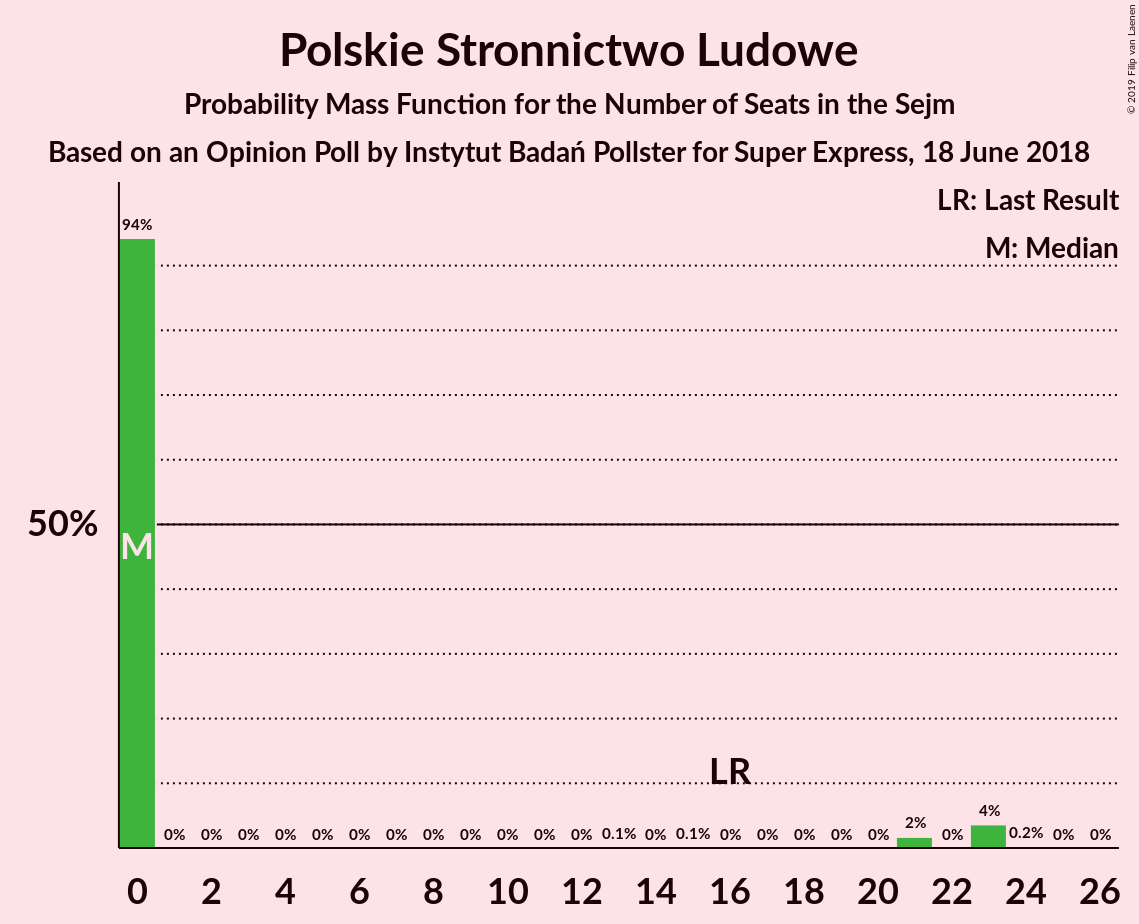 Polskie Stronnictwo Ludowe
Probability Mass Function for the Number of Seats in the Sejm
Based on an Opinion Poll by Instytut Badań Pollster for Super Express, 18 June 2018
© 2019 Filip van Laenen
LR: Last Result
M: Median
94%
50%
M
LR
0% 0% 0% 0% 0% 0% 0% 0% 0% 0% 0% 0% 0.1% 0% 0.1% 0% 0% 0% 0% 0% 2% 0% 4% 0.2% 0% 0%
0 2 4 6 8 10 12 14 16 18 20 22 24 26